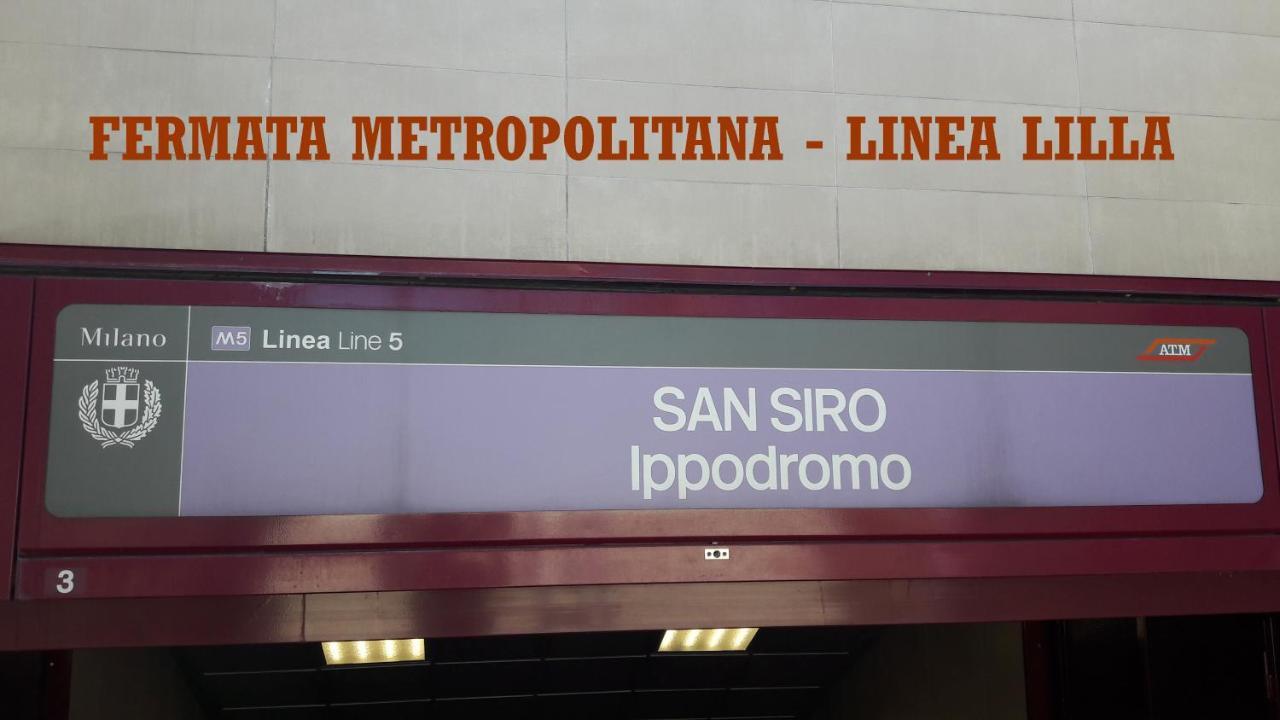 FERMATA METROPOLITANA - LINEA LILLA
Milano
M5 Linea Line 5
ATM
SAN SIRO
Ippodromo
3